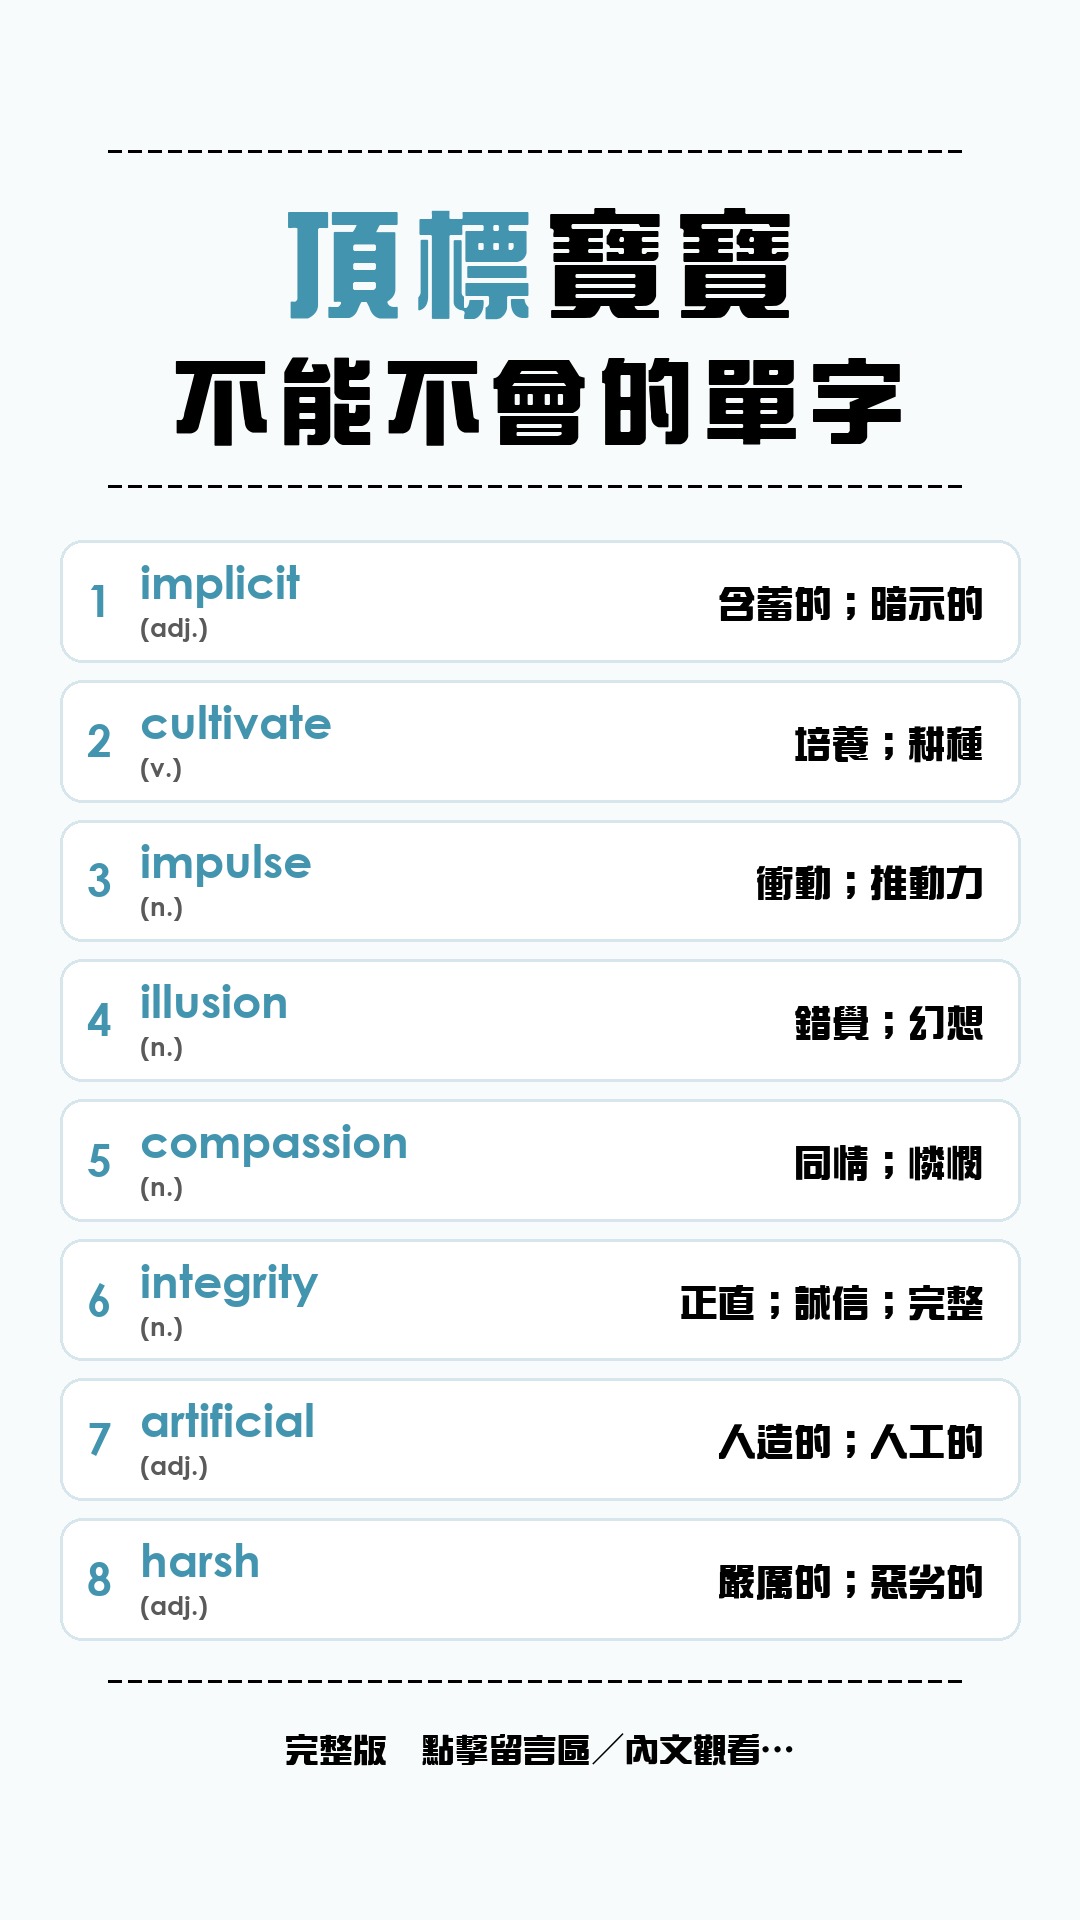 頂標寶寶
不能不會的單字
1 implicit (adj.) 含蓄的；暗示的
2 cultivate (v.) 培養；耕種
3 impulse (n.) 衝動；推動力
4 illusion (n.) 錯覺；幻想
5 compassion (n.) 同情；憐憫
6 integrity (n.) 正直；誠信；完整
7 artificial (adj.) 人造的；人工的
8 harsh (adj.) 嚴厲的；惡劣的
完整版　點擊留言區／內文觀看…